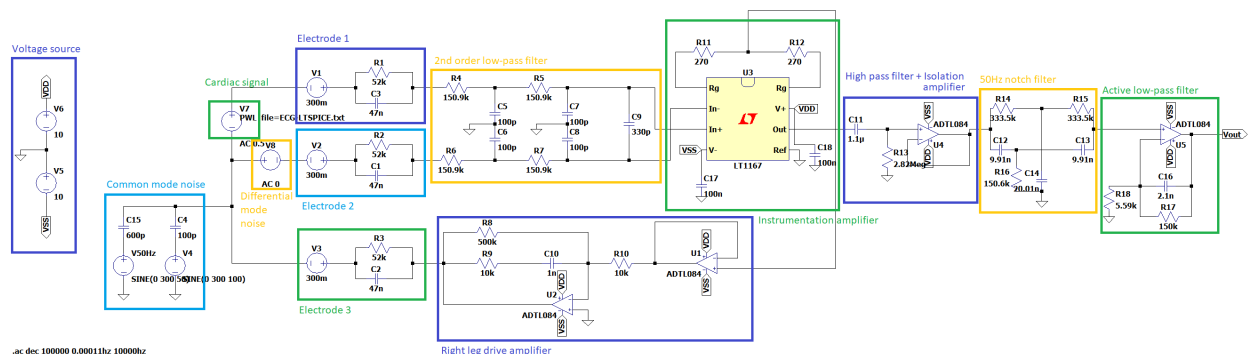 Voltage source
VDD
V6
10
V5
10
VSS
Cardiac signal
V7
PWL file=ECG_LTSPICE.txt
AC 0.5
V8
AC 0
Differential
mode
noise
Common mode noise
C15
600p
C4
100p
V50Hz
V4
SINE(0 300 100)
Electrode 1
V1
300m
R1
52k
C3
47n
R2
52k
V2
300m
C1
47n
Electrode 2
R3
52k
V3
300m
C2
47n
Electrode 3
2nd order low-pass filter
R4
150.9k
R5
150.9k
C5
100p
C6
100p
C7
100p
C8
100p
C9
330p
R6
150.9k
R7
150.9k
R8
500k
R9
10k
C10
1n
R10
10k
U1
VDD
VSS
ADTL084
U2
VDD
ADTL084
VSS
Right leg drive amplifier
R11
270
R12
270
U3
Rg
Rg
In-
V+
VDD
In+
Out
V-
Ref
VSS
LT1167
C17
100n
C18
100n
Instrumentation amplifier
High pass filter + Isolation
amplifier
C11
1.1µ
R13
2.82Meg
VSS
ADTL084
U4
VDD
50Hz notch filter
R14
333.5k
R15
333.5k
C12
9.91n
C13
9.91n
R16
150.6k
C14
20.01n
Active low-pass filter
VSS
ADTL084
U5
VDD
Vout
C16
2.1n
R18
5.59k
R17
150k
.ac dec 100000 0.00011hz 10000hz